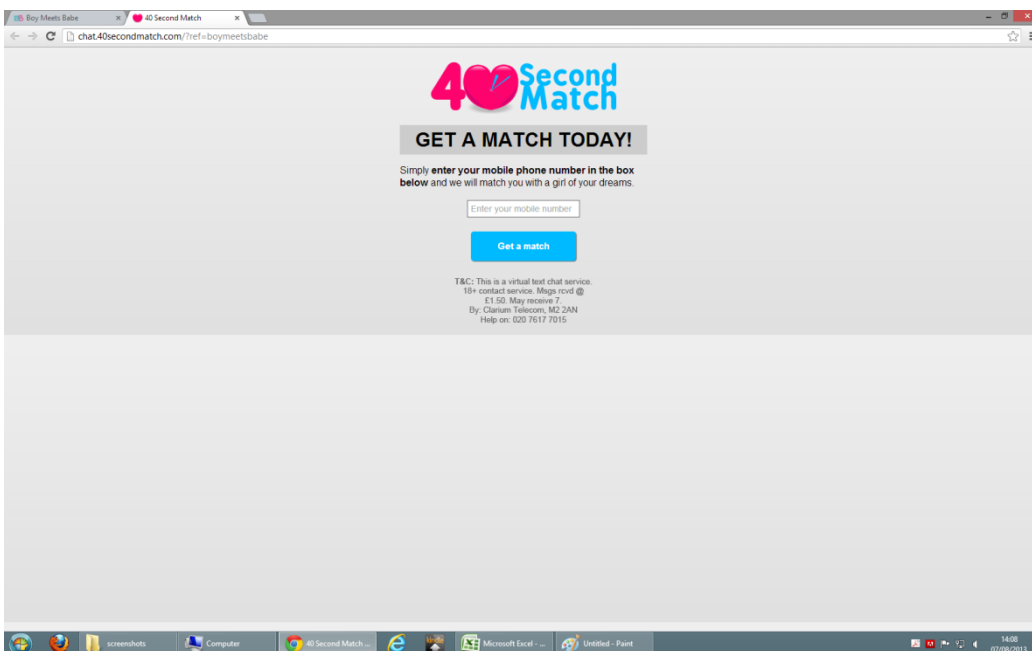 Boy Meets Babe
40 Second Match
chat.40secondmatch.com/?ref=boymeetsbabe
40 Second
Match
GET A MATCH TODAY!
Simply enter your mobile phone number in the box
below and we will match you with a girl of your dreams.
Enter your mobile number
Get a match
T&C: This is a virtual text chat service.
18+ contact service. Msgs rcvd @
£1.50. May receive 7.
By: Clarium Telecom, M2 2AN
Help on: 020 7617 7015
screenshots
Computer
40 Second Match ...
Microsoft Excel - ...
Untitled - Paint
14:08
07/08/2013